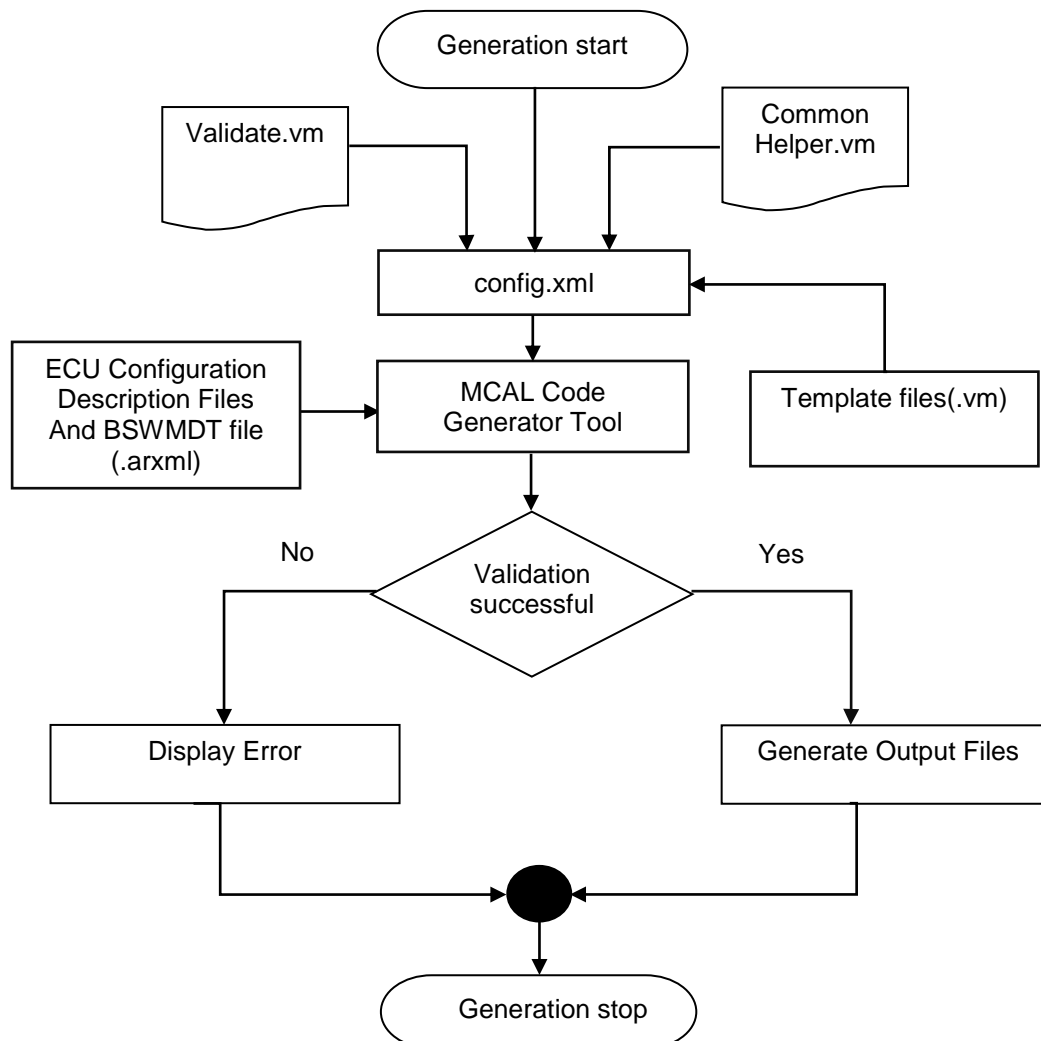 Generation start
Validate.vm
Common
Helper.vm
config.xml
ECU Configuration
Description Files
And BSWMDT file
(.arxml)
MCAL Code
Generator Tool
Template files(.vm)
No
Yes
Validation
successful
Display Error
Generate Output Files
Generation stop